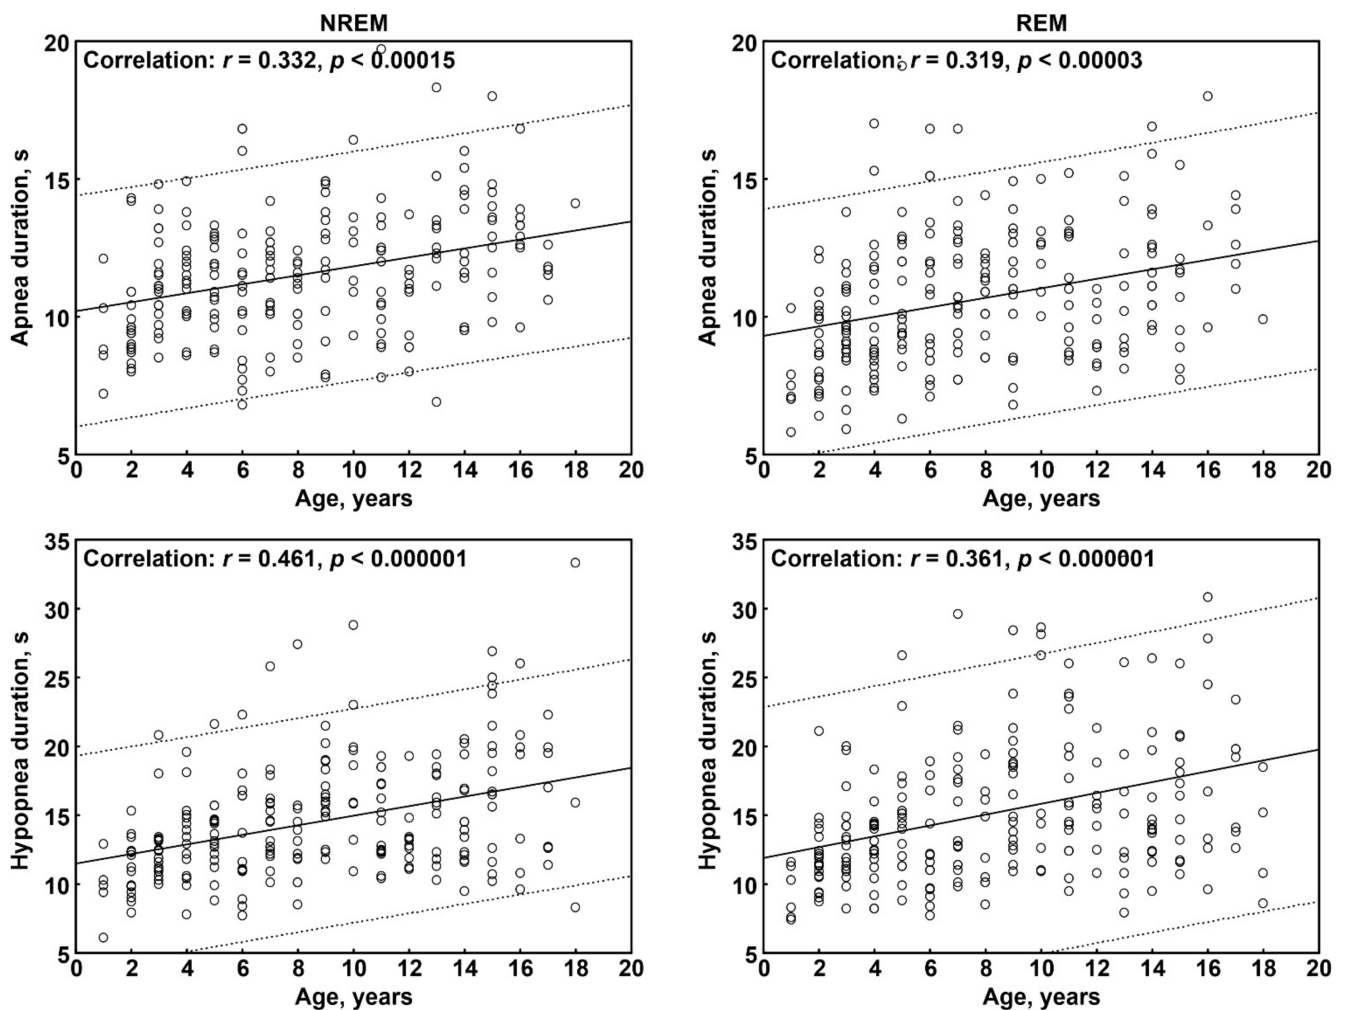 NREM
REM
Correlation: r = 0.332, p < 0.00015
Correlation: r = 0.319, p < 0.00003
Apnea duration, s
20
15
10
5
0 2 4 6 8 10 12 14 16 18 20
Age, years
Apnea duration, s
20
15
10
5
0 2 4 6 8 10 12 14 16 18 20
Age, years
Correlation: r = 0.461, p < 0.000001
Correlation: r = 0.361, p < 0.000001
Hypopnea duration, s
35
30
25
20
15
10
5
0 2 4 6 8 10 12 14 16 18 20
Age, years
Hypopnea duration, s
35
30
25
20
15
10
5
0 2 4 6 8 10 12 14 16 18 20
Age, years